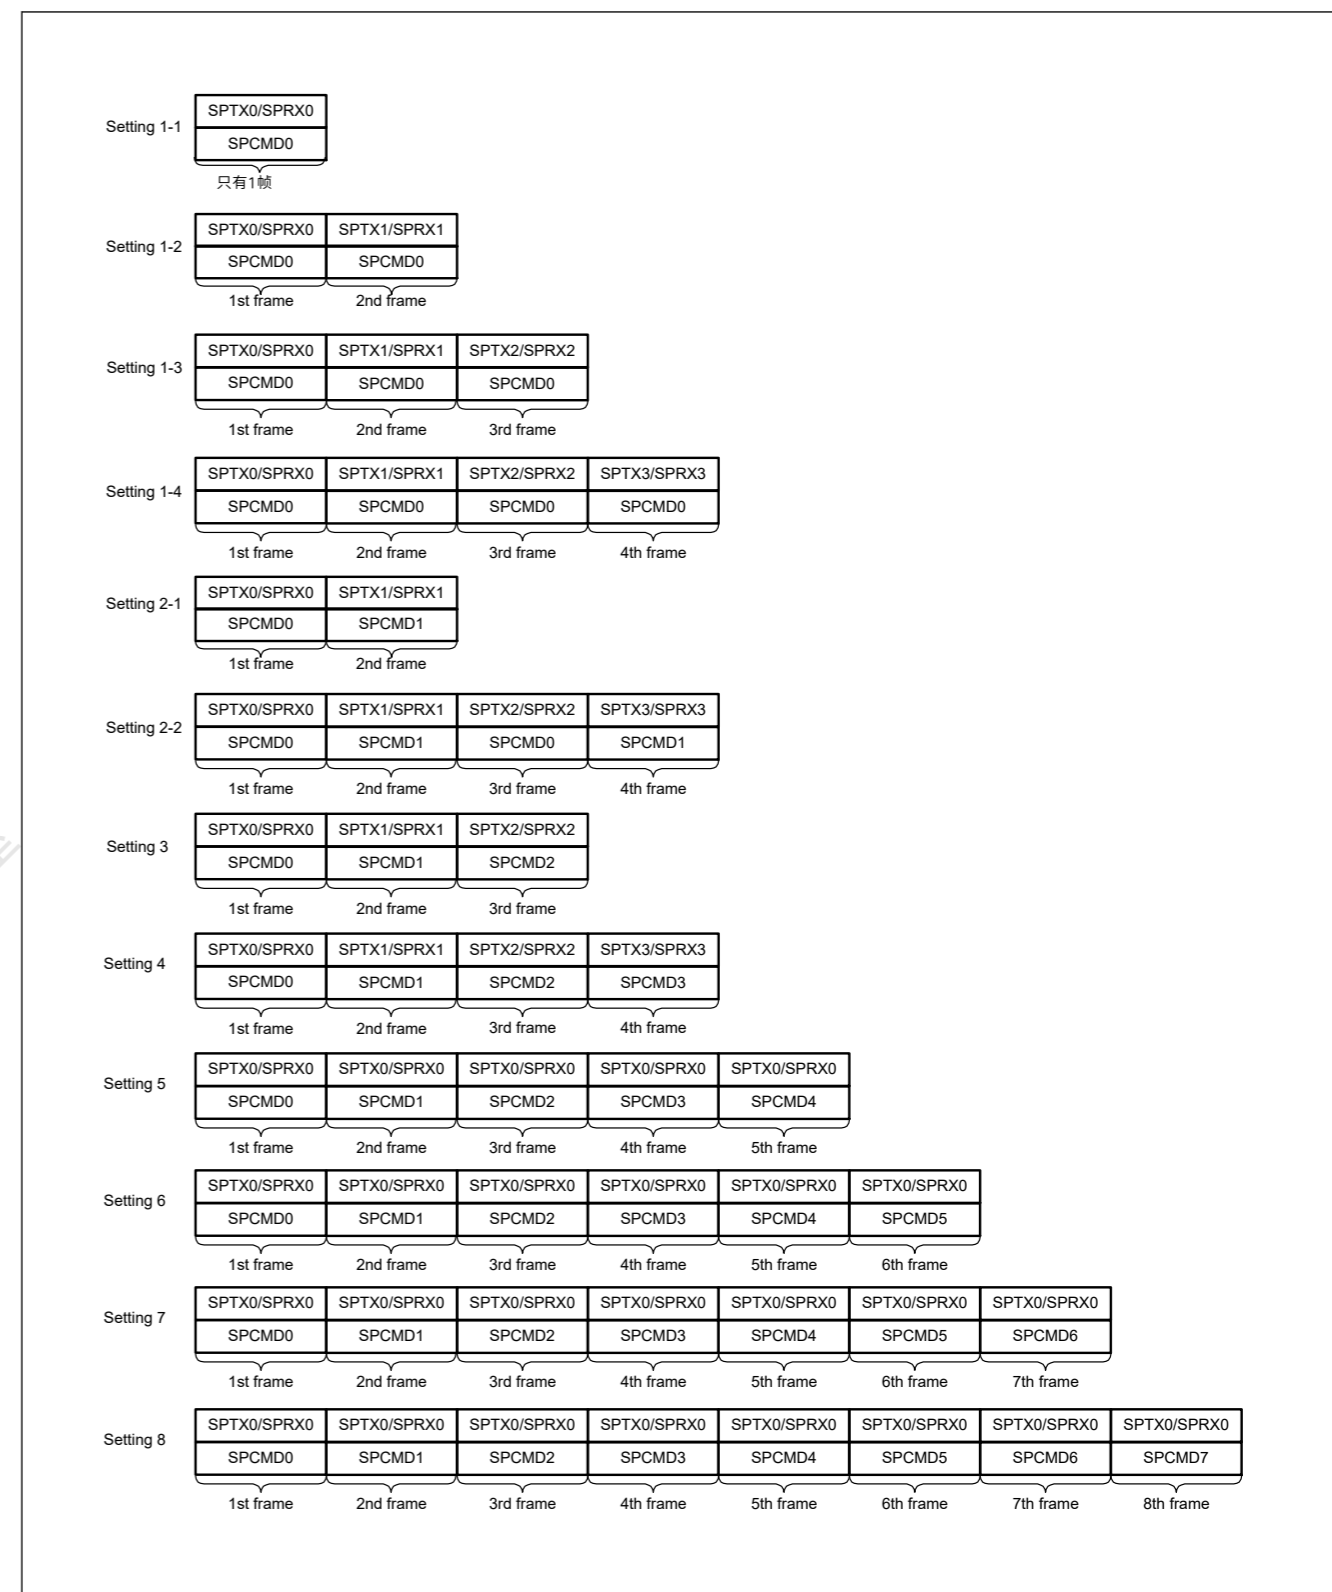 SPTX0/SPRX0
Setting 1-1
SPCMD0
只有1帧
SPTX0/SPRX0 SPTX1/SPRX1
Setting 1-2
SPCMD0 SPCMD0
1st frame 2nd frame
SPTX0/SPRX0 SPTX1/SPRX1 SPTX2/SPRX2
Setting 1-3
SPCMD0 SPCMD0 SPCMD0
1st frame 2nd frame 3rd frame
SPTX0/SPRX0 SPTX1/SPRX1 SPTX2/SPRX2 SPTX3/SPRX3
Setting 1-4
SPCMD0 SPCMD0 SPCMD0 SPCMD0
1st frame 2nd frame 3rd frame 4th frame
SPTX0/SPRX0 SPTX1/SPRX1
Setting 2-1
SPCMD0 SPCMD1
1st frame 2nd frame
SPTX0/SPRX0 SPTX1/SPRX1 SPTX2/SPRX2 SPTX3/SPRX3
Setting 2-2
SPCMD0 SPCMD1 SPCMD0 SPCMD1
1st frame 2nd frame 3rd frame 4th frame
SPTX0/SPRX0 SPTX1/SPRX1 SPTX2/SPRX2
Setting 3
SPCMD0 SPCMD1 SPCMD2
1st frame 2nd frame 3rd frame
SPTX0/SPRX0 SPTX1/SPRX1 SPTX2/SPRX2 SPTX3/SPRX3
Setting 4
SPCMD0 SPCMD1 SPCMD2 SPCMD3
1st frame 2nd frame 3rd frame 4th frame
SPTX0/SPRX0 SPTX0/SPRX0 SPTX0/SPRX0 SPTX0/SPRX0 SPTX0/SPRX0
Setting 5
SPCMD0 SPCMD1 SPCMD2 SPCMD3 SPCMD4
1st frame 2nd frame 3rd frame 4th frame 5th frame
SPTX0/SPRX0 SPTX0/SPRX0 SPTX0/SPRX0 SPTX0/SPRX0 SPTX0/SPRX0 SPTX0/SPRX0
Setting 6
SPCMD0 SPCMD1 SPCMD2 SPCMD3 SPCMD4 SPCMD5
1st frame 2nd frame 3rd frame 4th frame 5th frame 6th frame
SPTX0/SPRX0 SPTX0/SPRX0 SPTX0/SPRX0 SPTX0/SPRX0 SPTX0/SPRX0 SPTX0/SPRX0 SPTX0/SPRX0
Setting 7
SPCMD0 SPCMD1 SPCMD2 SPCMD3 SPCMD4 SPCMD5 SPCMD6
1st frame 2nd frame 3rd frame 4th frame 5th frame 6th frame 7th frame
SPTX0/SPRX0 SPTX0/SPRX0 SPTX0/SPRX0 SPTX0/SPRX0 SPTX0/SPRX0 SPTX0/SPRX0 SPTX0/SPRX0 SPTX0/SPRX0
Setting 8
SPCMD0 SPCMD1 SPCMD2 SPCMD3 SPCMD4 SPCMD5 SPCMD6 SPCMD7
1st frame 2nd frame 3rd frame 4th frame 5th frame 6th frame 7th frame 8th frame